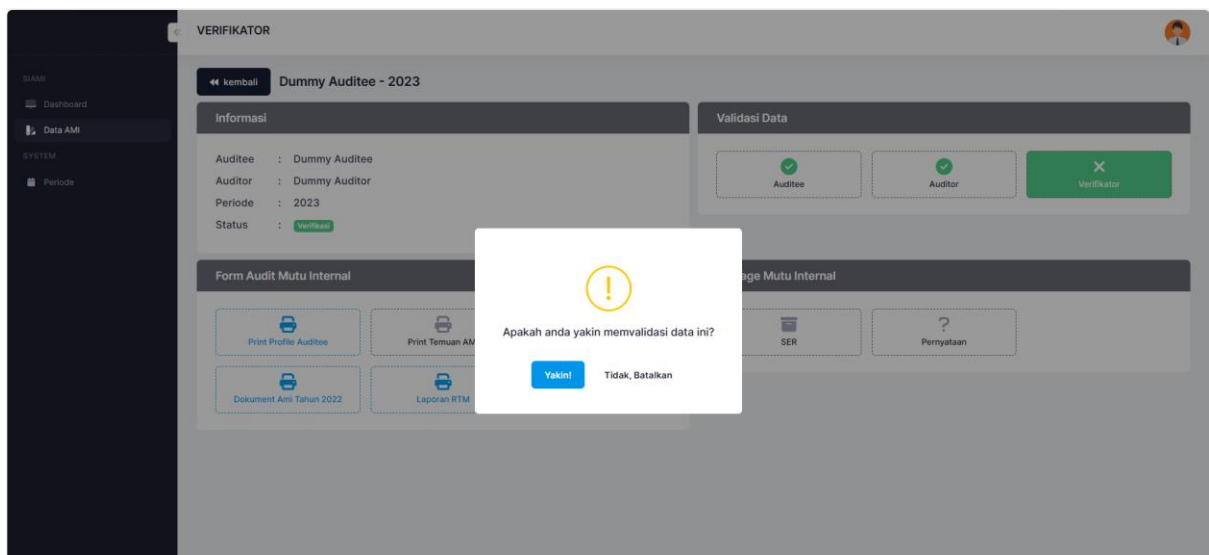 VERIFIKATOR
SIAMI
Dashboard
Data AMI
SYSTEM
Periode
kembali
Dummy Auditee - 2023
Informasi
Auditee : Dummy Auditee
Auditor : Dummy Auditor
Periode : 2023
Status : Verifikasi
Validasi Data
Auditee
Auditor
Verifikator
Form Audit Mutu Internal
Print Profile Auditee
Print Temuan AM
Dokument Ami Tahun 2022
Laporan RTM
age Mutu Internal
SER
?
Pernyataan
!
Apakah anda yakin memvalidasi data ini?
Yakin!
Tidak, Batalkan